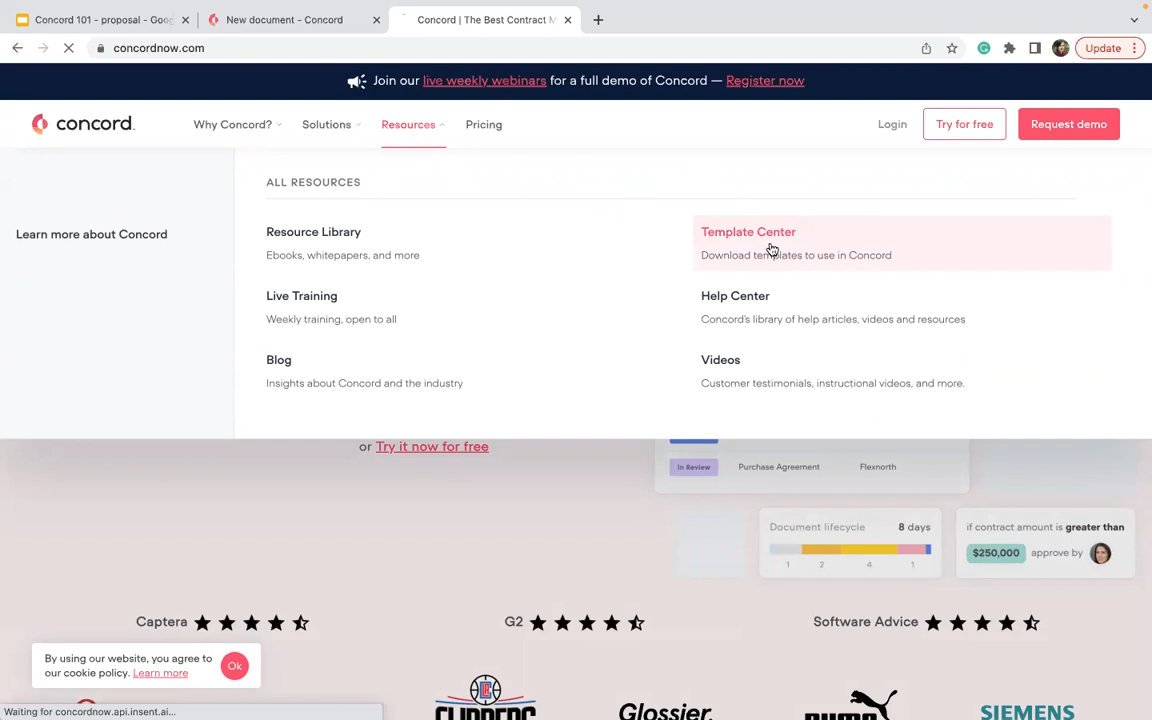 Concord 101 - proposal - Goo
New document - Concord
Concord | The Best Contract M
concordnow.com
Update
Join our live weekly webinars for a full demo of Concord — Register now
concord.
Why Concord?
Solutions
Resources
Pricing
Login
Try for free
Request demo
Learn more about Concord
ALL RESOURCES
Resource Library
Ebooks, whitepapers, and more
Template Center
Download templates to use in Concord
Live Training
Weekly training, open to all
Help Center
Concord's library of help articles, videos and resources
Blog
Insights about Concord and the industry
Videos
Customer testimonials, instructional videos, and more.
or Try it now for free
In Review
Purchase Agreement
Flexnorth
Document lifecycle
8 days
1
2
4
1
if contract amount is greater than
$250,000 approve by
Captera
G2
Software Advice
By using our website, you agree to
our cookie policy. Learn more
Ok
Waiting for concordnow.api.insent.ai...
CLIPPERS
Glossier.
PUMA
SIEMENS